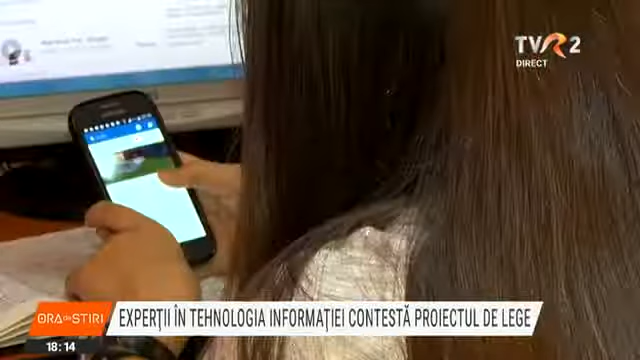 TVR2
DIRECT
ORA de ȘTIRI
EXPERȚII ÎN TEHNOLOGIA INFORMAȚIEI CONTESTĂ PROIECTUL DE LEGE
18:14